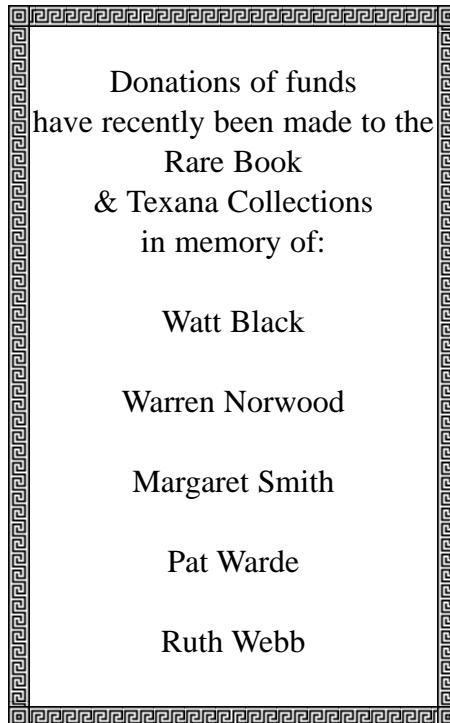 Donations of funds
have recently been made to the
Rare Book
& Texana Collections
in memory of:
Watt Black
Warren Norwood
Margaret Smith
Pat Warde
Ruth Webb